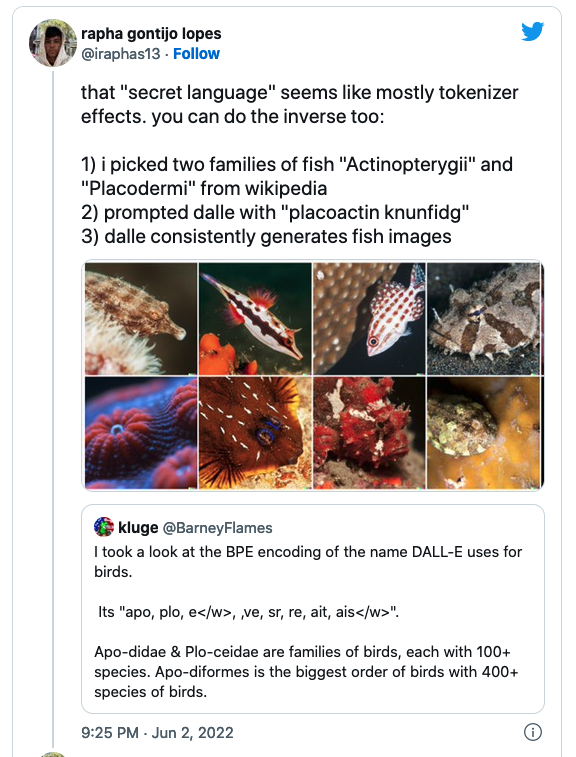 rapha gontijo lopes
@iraphas13 · Follow
that "secret language" seems like mostly tokenizer
effects. you can do the inverse too:
1) i picked two families of fish "Actinopterygii" and
"Placodermi" from wikipedia
2) prompted dalle with "placoactin knunfidg"
3) dalle consistently generates fish images
kluge @BarneyFlames
I took a look at the BPE encoding of the name DALL-E uses for
birds.
Its "apo, plo, e</w>, ,ve, sr, re, ait, ais</w>".
Apo-didae & Plo-ceidae are families of birds, each with 100+
species. Apo-diformes is the biggest order of birds with 400+
species of birds.
9:25 PM · Jun 2, 2022